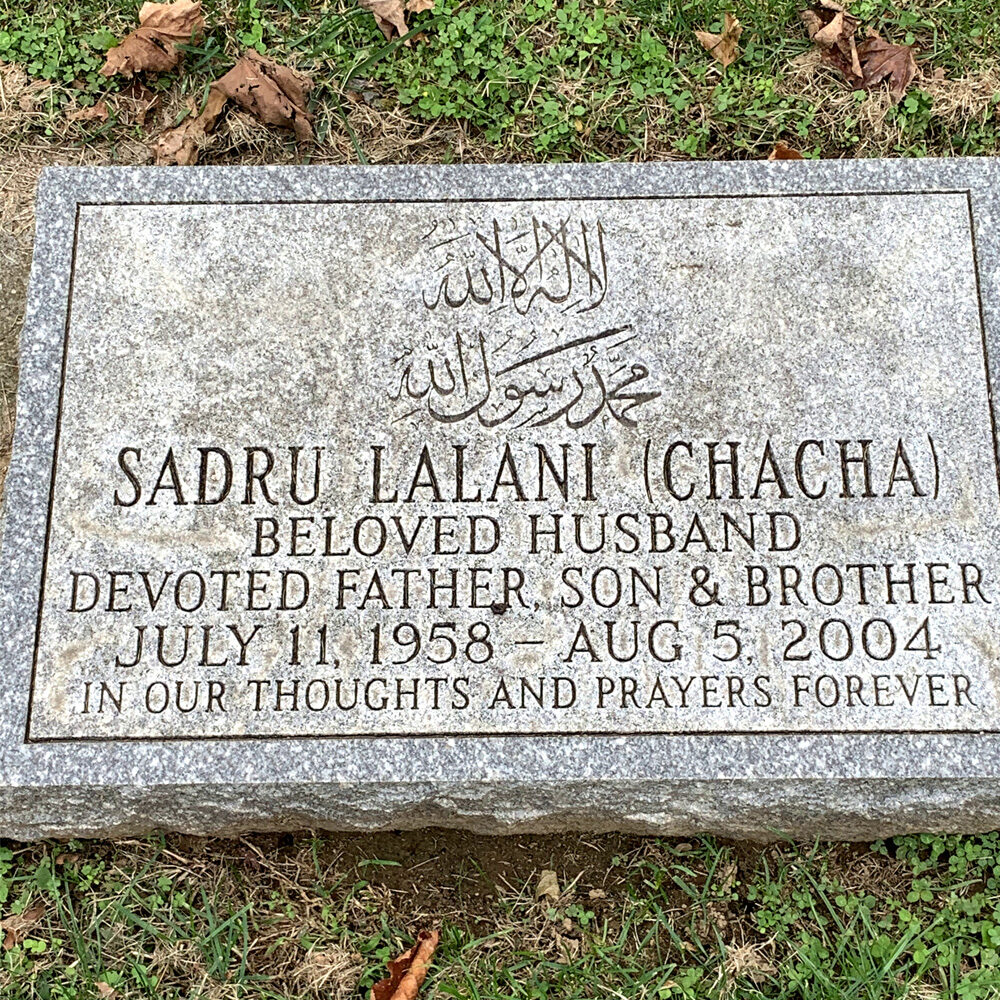 لا اله الا الله
محمد رسول الله
SADRU LALANI (CHACHA)
BELOVED HUSBAND
DEVOTED FATHER, SON & BROTHER
JULY 11, 1958 – AUG 5, 2004
IN OUR THOUGHTS AND PRAYERS FOREVER